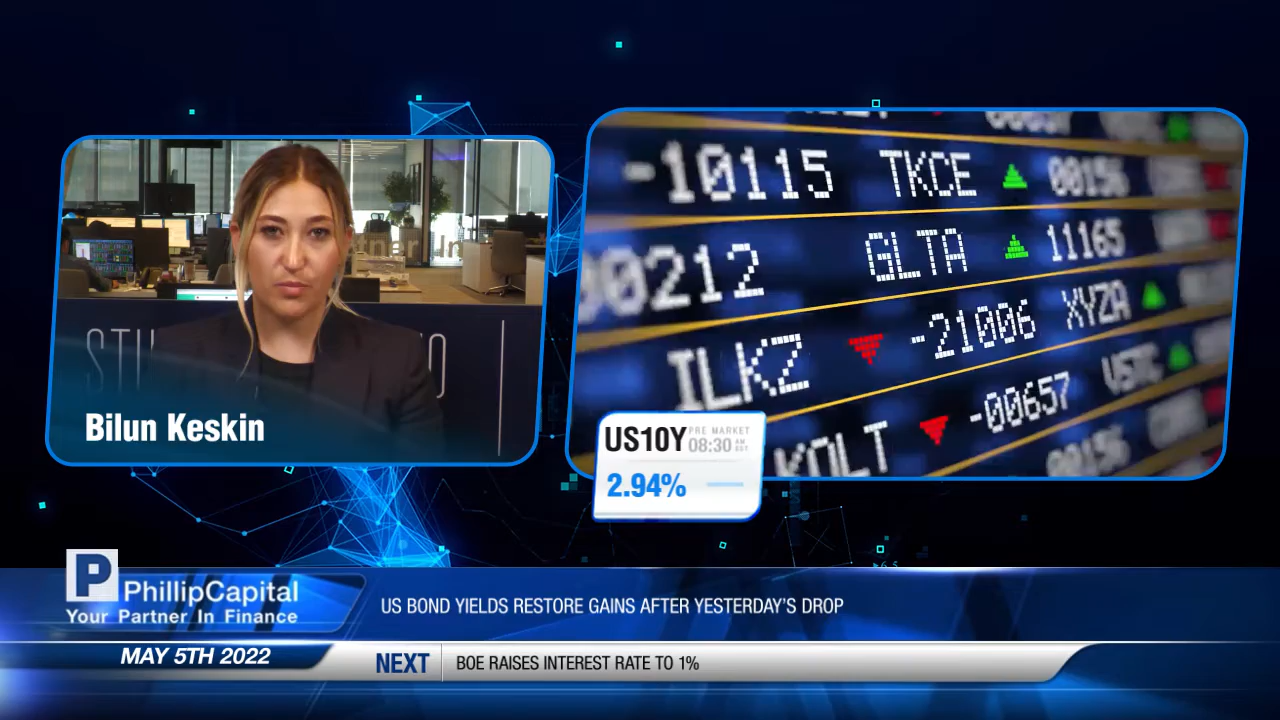 -10115 TKCE 00156
00212 GLTA 11165
ILKZ -21006 XYZA
KOLT -00657 VSTC
00156
Bilun Keskin
US10Y PRE MARKET
08:30 AM EST
2.94%
P PhillipCapital
Your Partner In Finance
US BOND YIELDS RESTORE GAINS AFTER YESTERDAY'S DROP
MAY 5TH 2022
NEXT BOE RAISES INTEREST RATE TO 1%